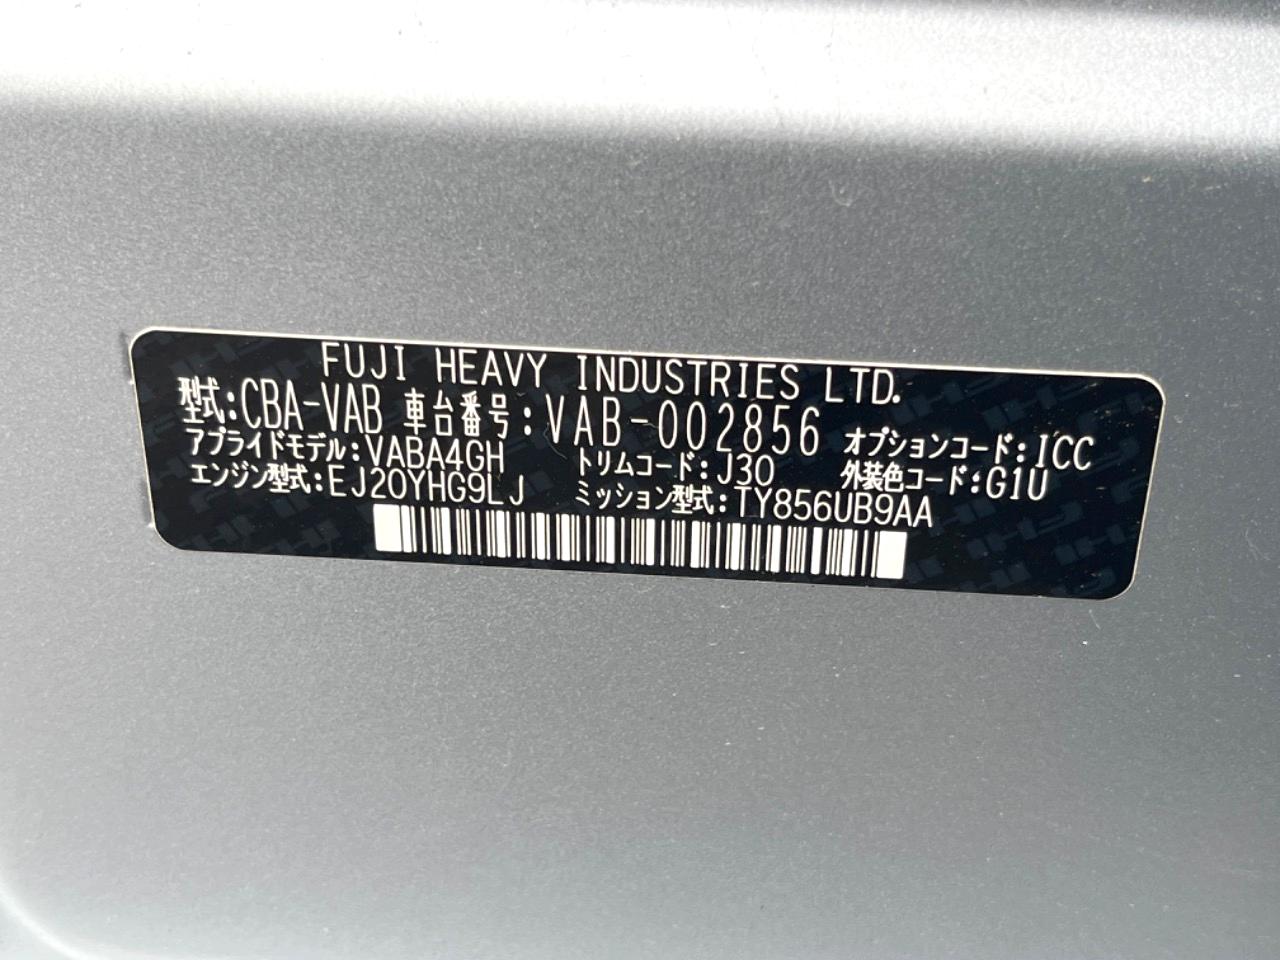 FUJI HEAVY INDUSTRIES LTD.
型式:CBA-VAB 車台番号:VAB-002856 オプションコード:ICC
アプライドモデル:VABA4GH トリムコード:J30 外装色コード:G1U
エンジン型式:EJ20YHG9LJ ミッション型式:TY856UB9AA